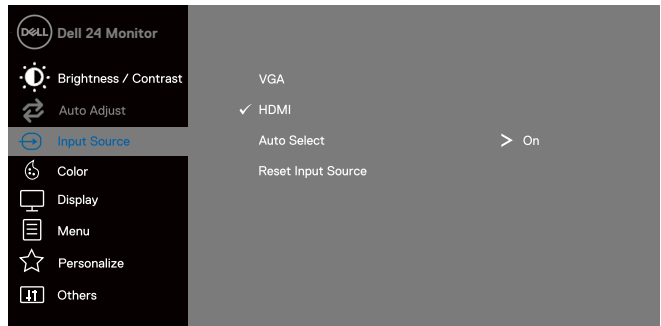 DELL Dell 24 Monitor
Brightness / Contrast
VGA
Auto Adjust
HDMI
Input Source
Auto Select
On
Color
Reset Input Source
Display
Menu
Personalize
Others